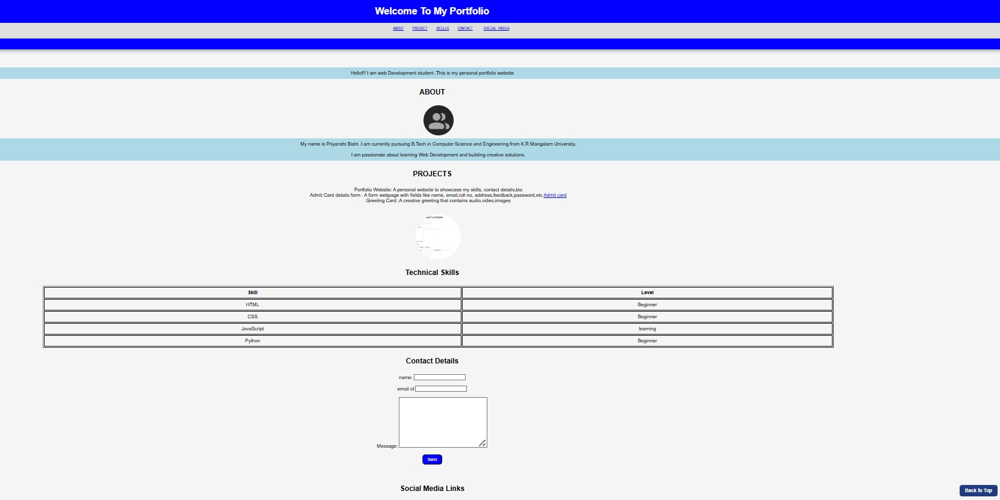 Welcome To My Portfolio
ABOUT PROJECT SKILLS CONTACT SOCIAL MEDIA
Hello!!! I am web Development student .This is my personal portfolio website
ABOUT
My name is Priyanshi Bisht .I am currently pursuing B.Tech in Computer Science and Engineering from K.R Mangalam University.
I am passionate about learning Web Development and building creative solutions.
PROJECTS
Portfolio Website: A personal website to showcase my skills, contact details,bio
Admit Card details form : A form webpage with fields like name, email,roll no, address,feedback,password,etc Admit card
Greeting Card :A creative greeting that contains audio,video,images
Card Details
Technical Skills
Skill Level
HTML Beginner
CSS Beginner
JavaScript learning
Python Beginner
Contact Details
name:
email id
Message:
Send
Social Media Links
Back to Top